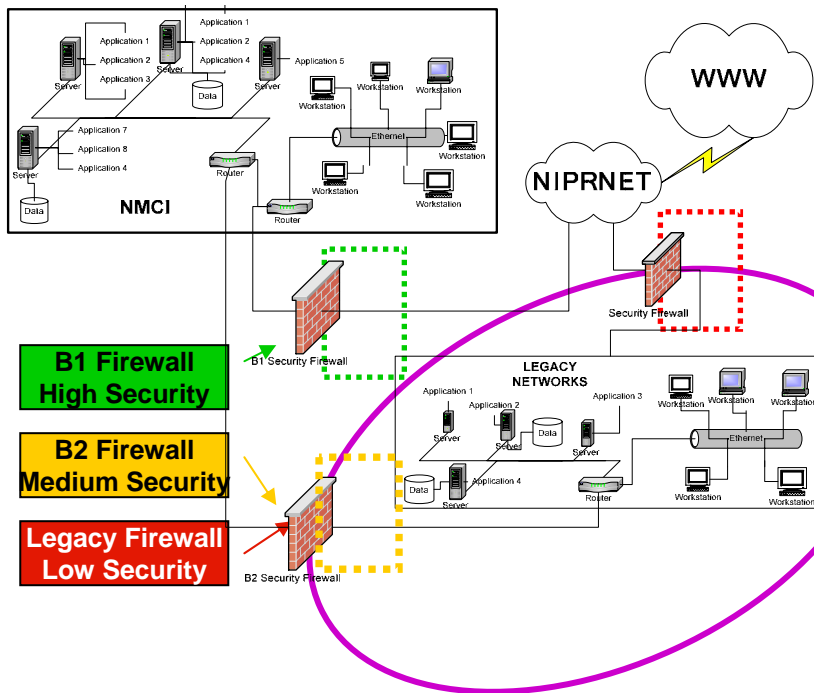 Application 1
Application 1
Application 2
Application 2
Application 3
Application 4
Server
Server
Server
Data
Application 5
Workstation
Workstation
Workstation
Ethernet
Workstation
Workstation
Workstation
Application 7
Application 8
Application 4
Server
Data
Router
Router
NMCI
WWW
NIPRNET
B1 Security Firewall
Security Firewall
B1 Firewall
High Security
B2 Firewall
Medium Security
Legacy Firewall
Low Security
B2 Security Firewall
LEGACY
NETWORKS
Application 1
Application 2
Application 3
Server
Server
Data
Server
Data
Server
Application 4
Router
Workstation
Workstation
Workstation
Ethernet
Workstation
Workstation